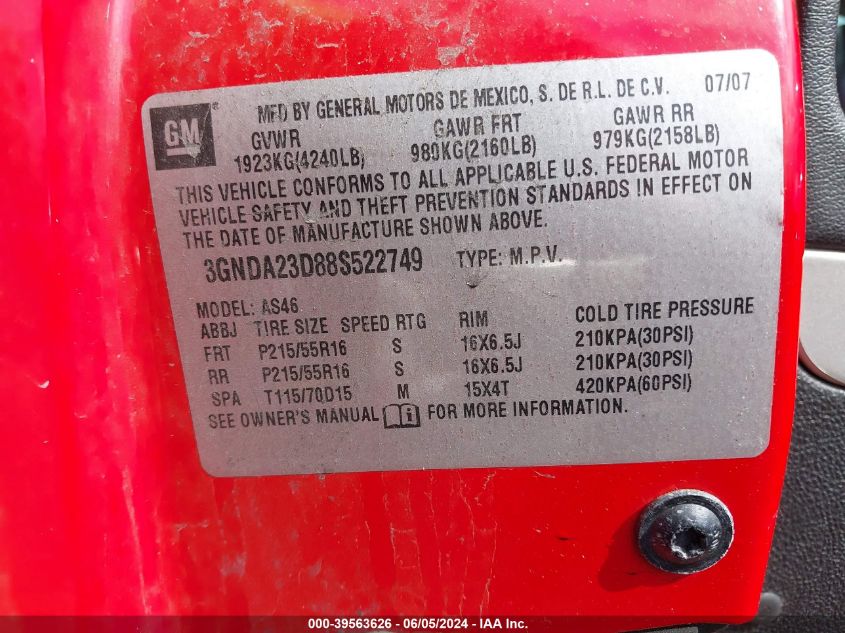 GM ®
MFD BY GENERAL MOTORS DE MEXICO, S. DE R.L. DE C.V. 07/07
GVWR GAWR FRT GAWR RR
1923KG(4240LB) 980KG(2160LB) 979KG(2158LB)
THIS VEHICLE CONFORMS TO ALL APPLICABLE U.S. FEDERAL MOTOR
VEHICLE SAFETY AND THEFT PREVENTION STANDARDS IN EFFECT ON
THE DATE OF MANUFACTURE SHOWN ABOVE.
3GNDA23D88S522749 TYPE: M.P.V.
MODEL: AS46
ABBJ TIRE SIZE SPEED RTG RIM COLD TIRE PRESSURE
FRT P215/55R16 S 16X6.5J 210KPA(30PSI)
RR P215/55R16 S 16X6.5J 210KPA(30PSI)
SPA T115/70D15 M 15X4T 420KPA(60PSI)
SEE OWNER'S MANUAL i FOR MORE INFORMATION.
000-39563626 - 06/05/2024 - IAA Inc.